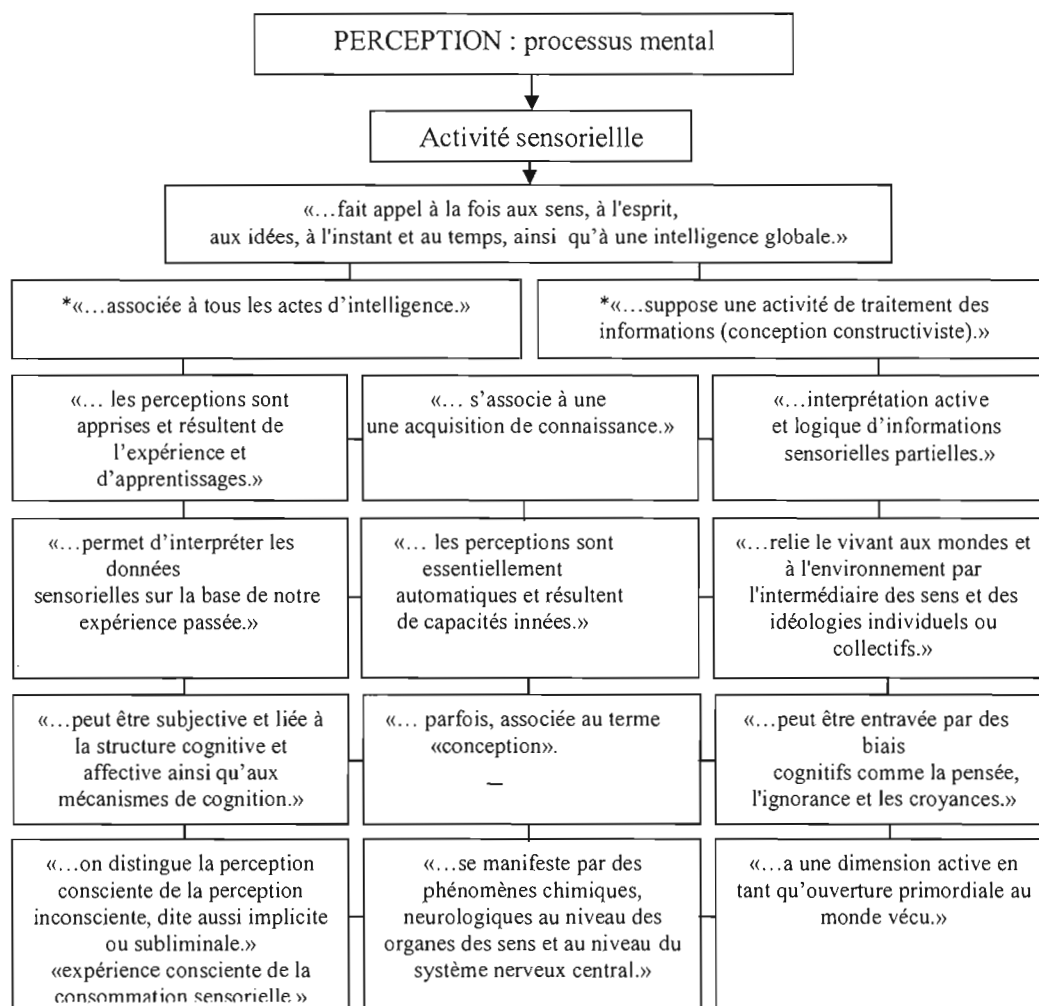 PERCEPTION : processus mental
Activité sensoriellle
«...fait appel à la fois aux sens, à l'esprit,
aux idées, à l'instant et au temps, ainsi qu'à une intelligence globale.»
*«...associée à tous les actes d'intelligence.»
*«...suppose une activité de traitement des
informations (conception constructiviste).»
«... les perceptions sont
apprises et résultent de
l'expérience et
d'apprentissages.»
«... s'associe à une
une acquisition de connaissance.»
«...interprétation active
et logique d'informations
sensorielles partielles.»
«...permet d'interpréter les
données
sensorielles sur la base de notre
expérience passée.»
«... les perceptions sont
essentiellement
automatiques et résultent
de capacités innées.»
«...relie le vivant aux mondes et
à l'environnement par
l'intermédiaire des sens et des
idéologies individuels ou
collectifs.»
«...peut être subjective et liée à
la structure cognitive et
affective ainsi qu'aux
mécanismes de cognition.»
«... parfois, associée au terme
«conception».
–
«...peut être entravée par des
biais
cognitifs comme la pensée,
l'ignorance et les croyances.»
«...on distingue la perception
consciente de la perception
inconsciente, dite aussi implicite
ou subliminale.»
«expérience consciente de la
consommation sensorielle.»
«...se manifeste par des
phénomènes chimiques,
neurologiques au niveau des
organes des sens et au niveau du
système nerveux central.»
«...a une dimension active en
tant qu'ouverture primordiale au
monde vécu.»